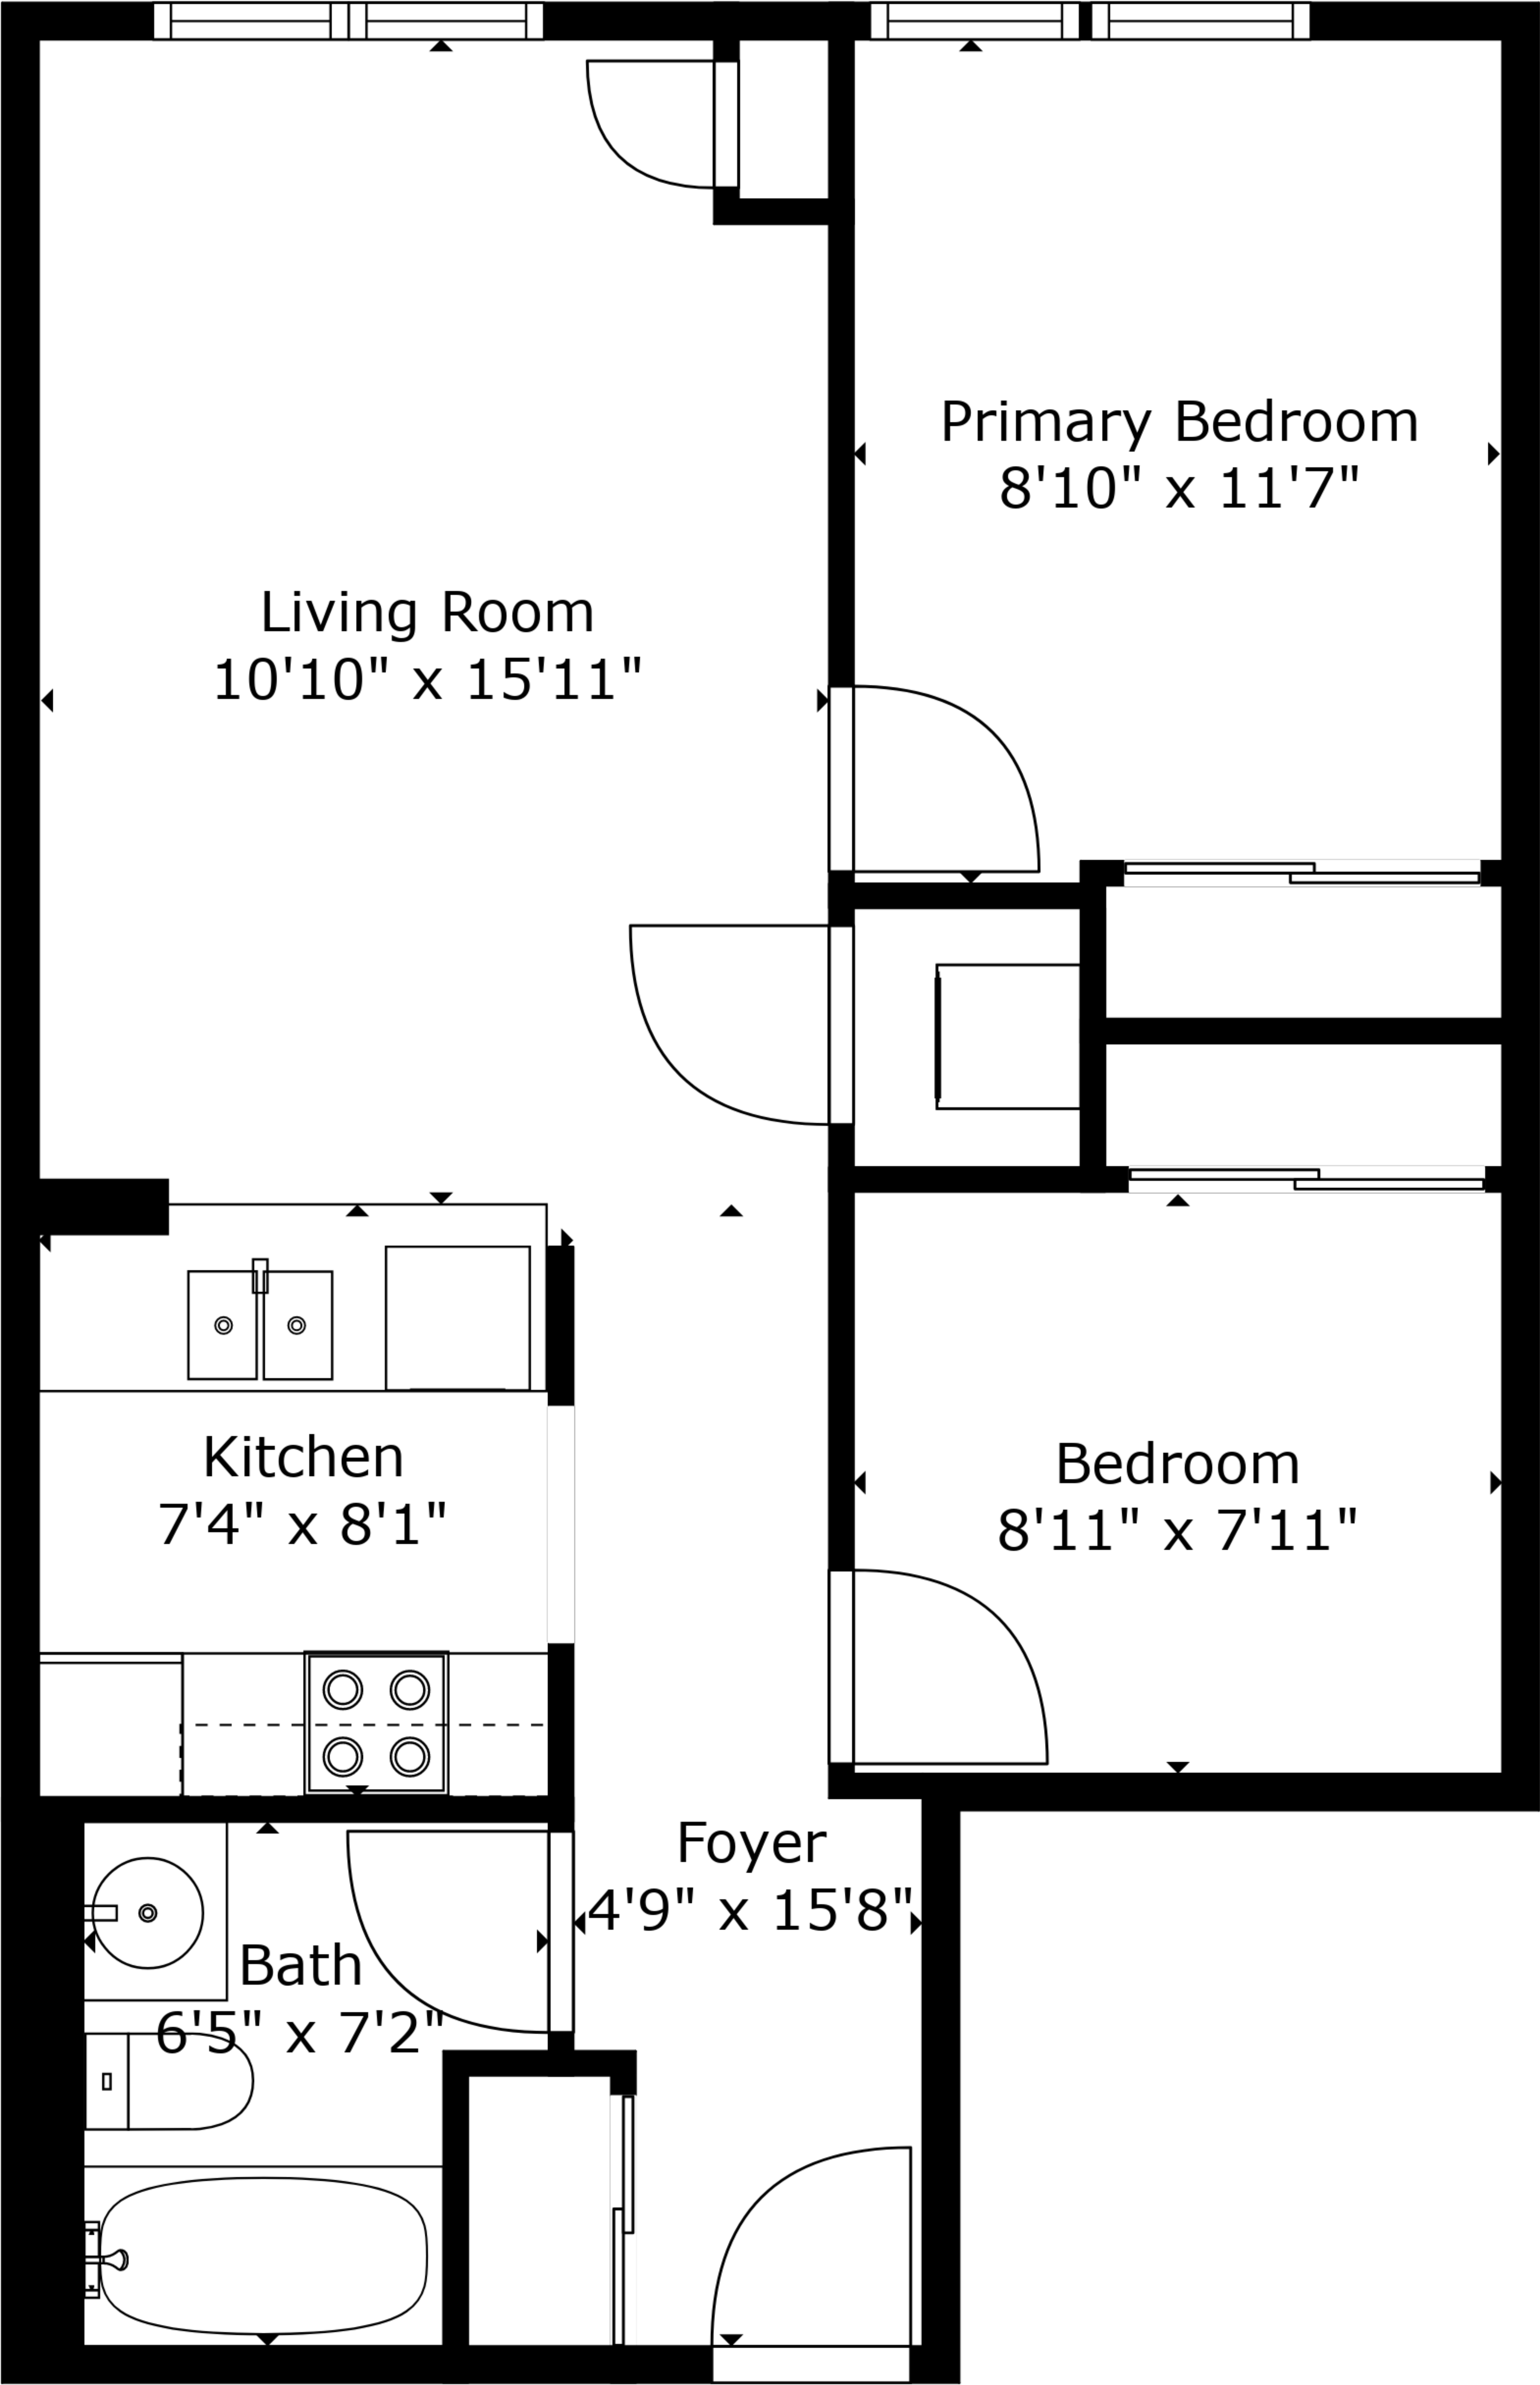 Primary Bedroom
8'10" x 11'7"
Living Room
10'10" x 15'11"
Kitchen
7'4" x 8'1"
Bedroom
8'11" x 7'11"
Foyer
4'9" x 15'8"
Bath
6'5" x 7'2"